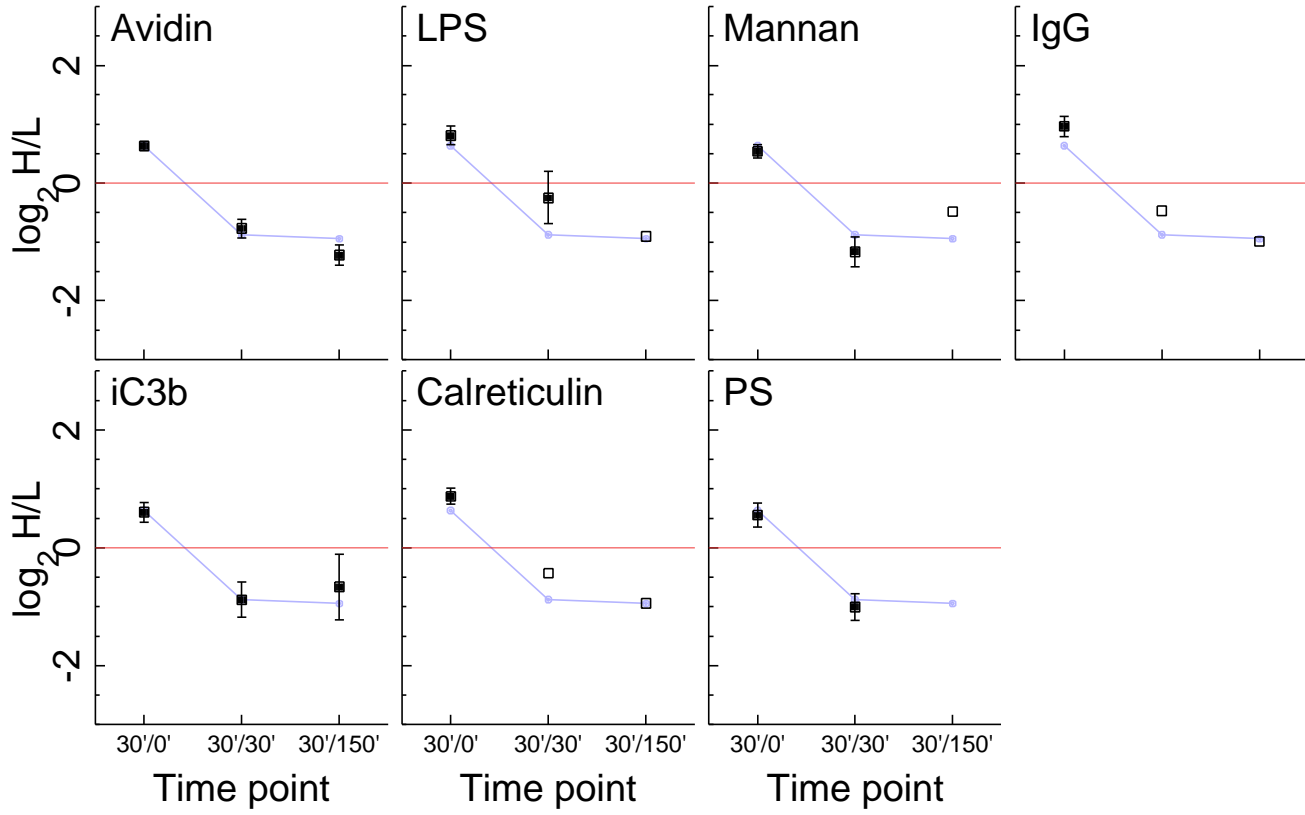 Avidin
LPS
Mannan
IgG
2
0
-2
log2 H/L
iC3b
Calreticulin
PS
2
0
-2
log2 H/L
30'/0' 30'/30' 30'/150'
30'/0' 30'/30' 30'/150'
30'/0' 30'/30' 30'/150'
Time point
Time point
Time point